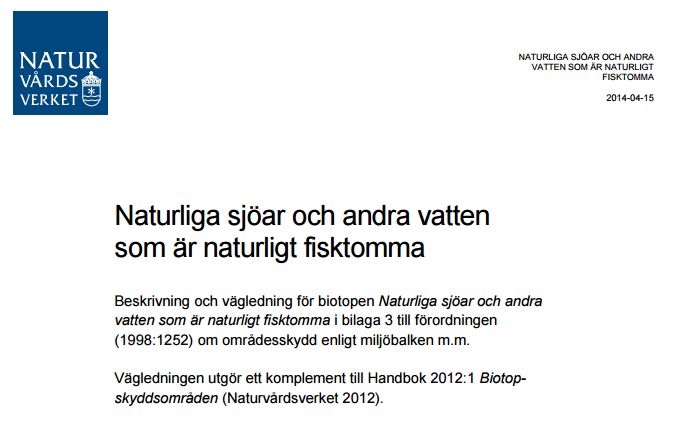 NATUR
VÅRDS
VERKET
NATURLIGA SJÖAR OCH ANDRA
VATTEN SOM ÄR NATURLIGT
FISKTOMMA
2014-04-15
Naturliga sjöar och andra vatten
som är naturligt fisktomma
Beskrivning och vägledning för biotopen Naturliga sjöar och andra
vatten som är naturligt fisktomma i bilaga 3 till förordningen
(1998:1252) om områdesskydd enligt miljöbalken m.m.
Vägledningen utgör ett komplement till Handbok 2012:1 Biotop-
skyddsområden (Naturvårdsverket 2012).